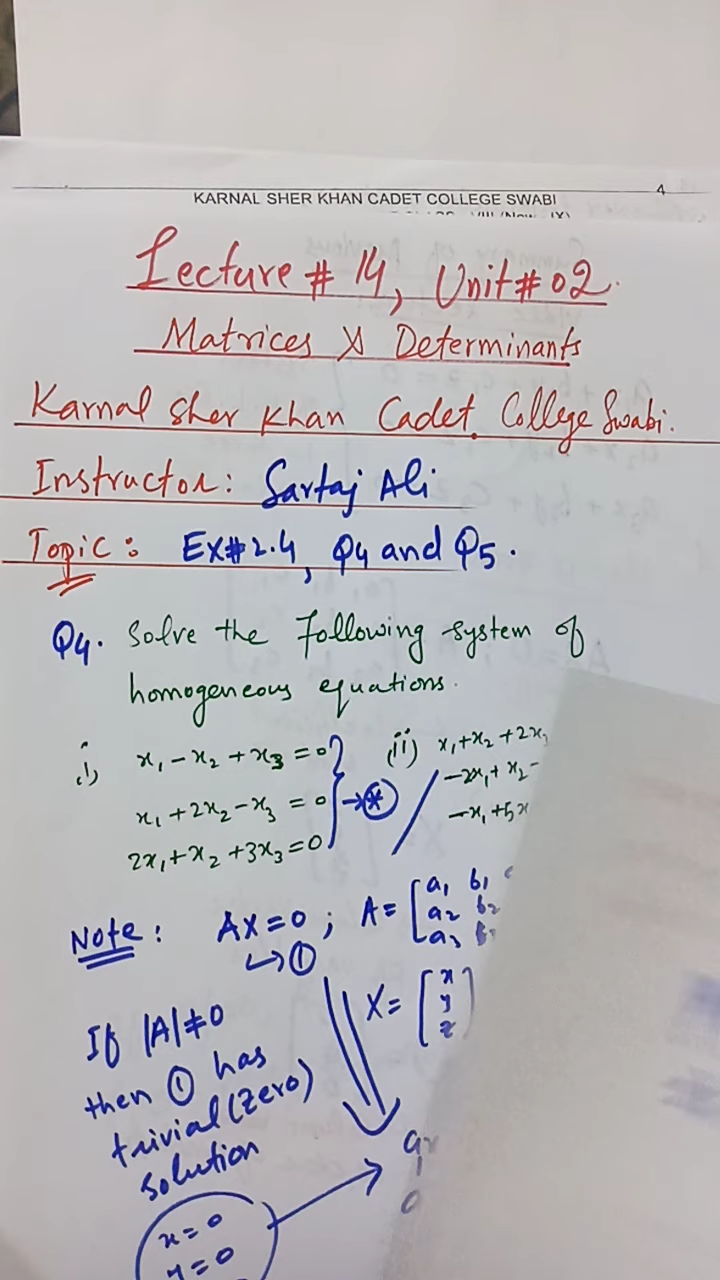 4
KARNAL SHER KHAN CADET COLLEGE SWABI
Lecture # 14, Unit # 02.
Matrices & Determinants
Karnal Sher Khan Cadet College Swabi.
Instructor: Sartaj Ali
Topic: EX#2.4, Q4 and Q5.
Q4. Solve the following system of
homogeneous equations.
i) x₁ - x₂ + x₃ = 0
x₁ + 2x₂ - x₃ = 0 → *
2x₁ + x₂ + 3x₃ = 0
(ii) x₁ + x₂ + 2x₃
-2x₁ + x₂ -
-x₁ + 5x
Note: AX = 0 ; A = [a₁ b₁
a₂ b₂
a₃
↳ ①
X = [x
y
z]
If |A| ≠ 0
then ① has
trivial (zero)
solution
x = 0
y = 0